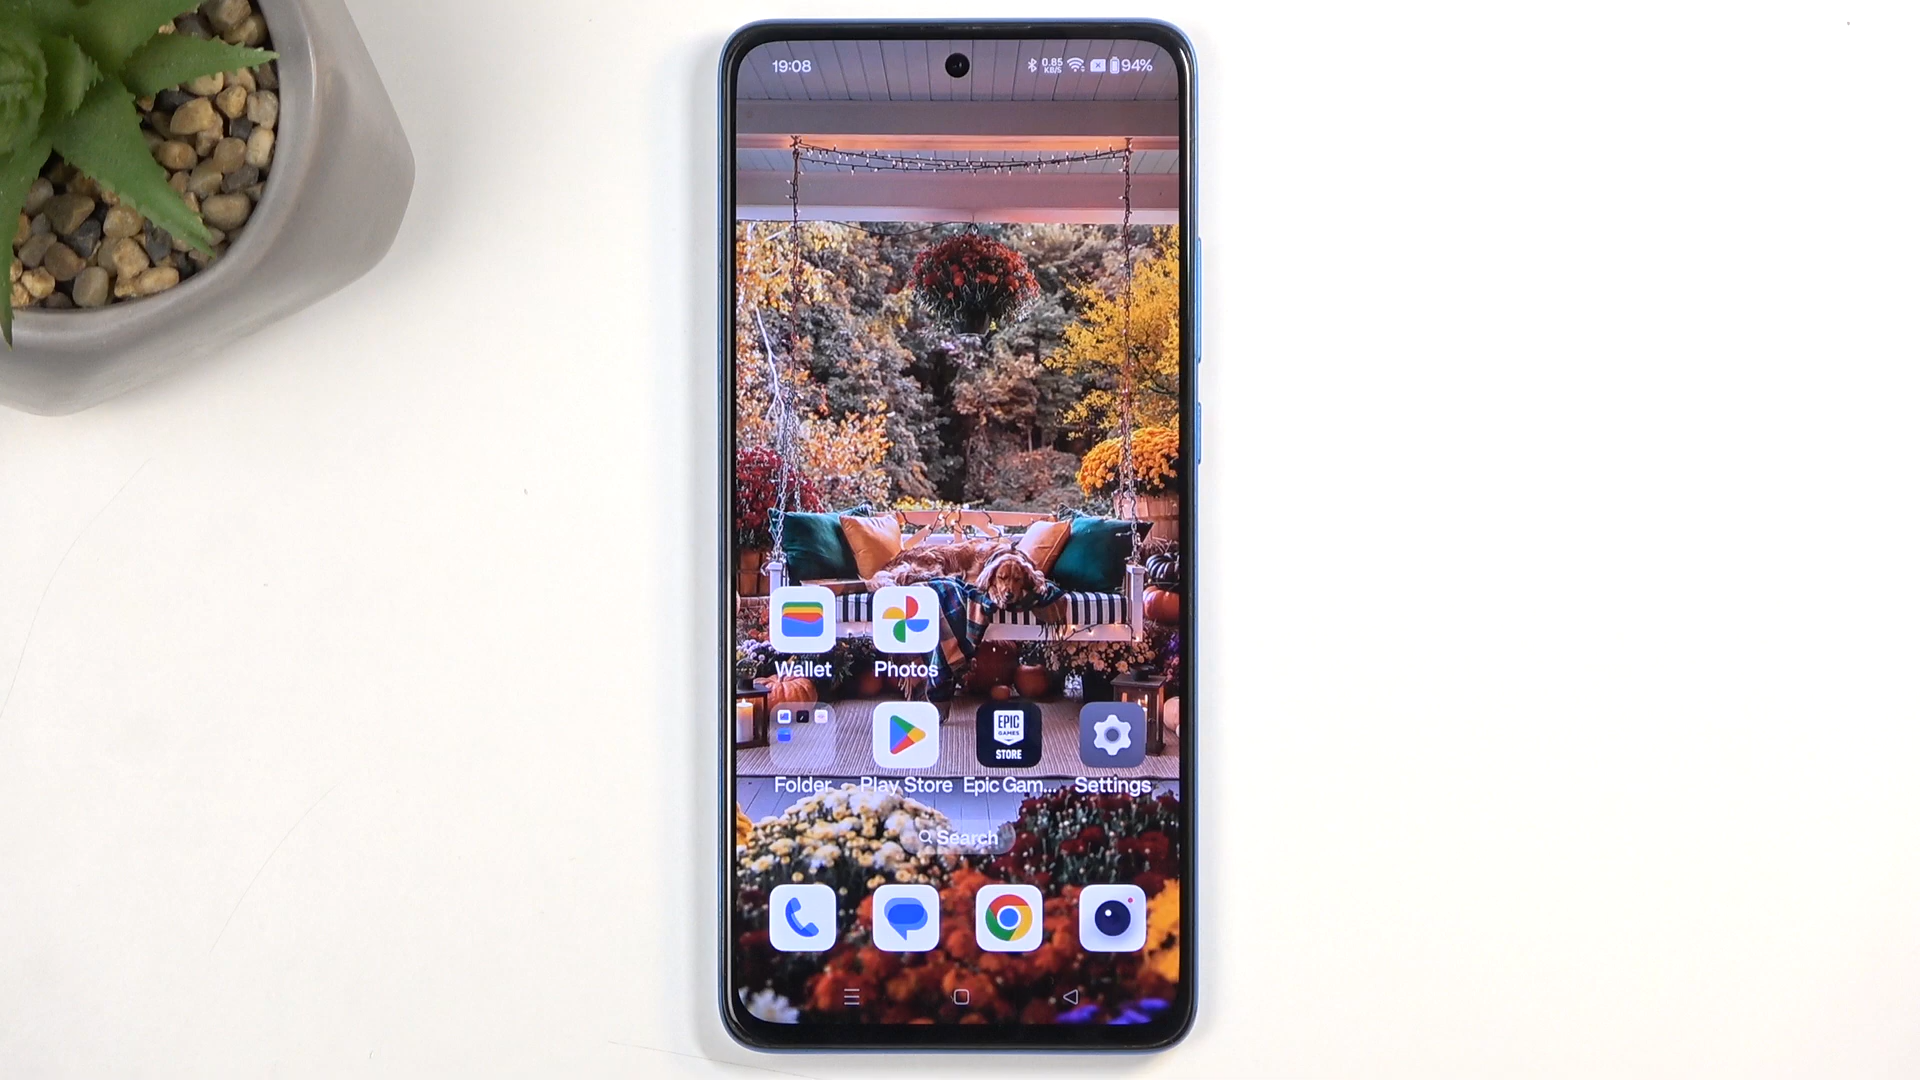 19:08
0.85
KB/S
94%
Wallet
Photos
EPIC
GAMES
STORE
Folder
Play Store
Epic Gam...
Settings
Search